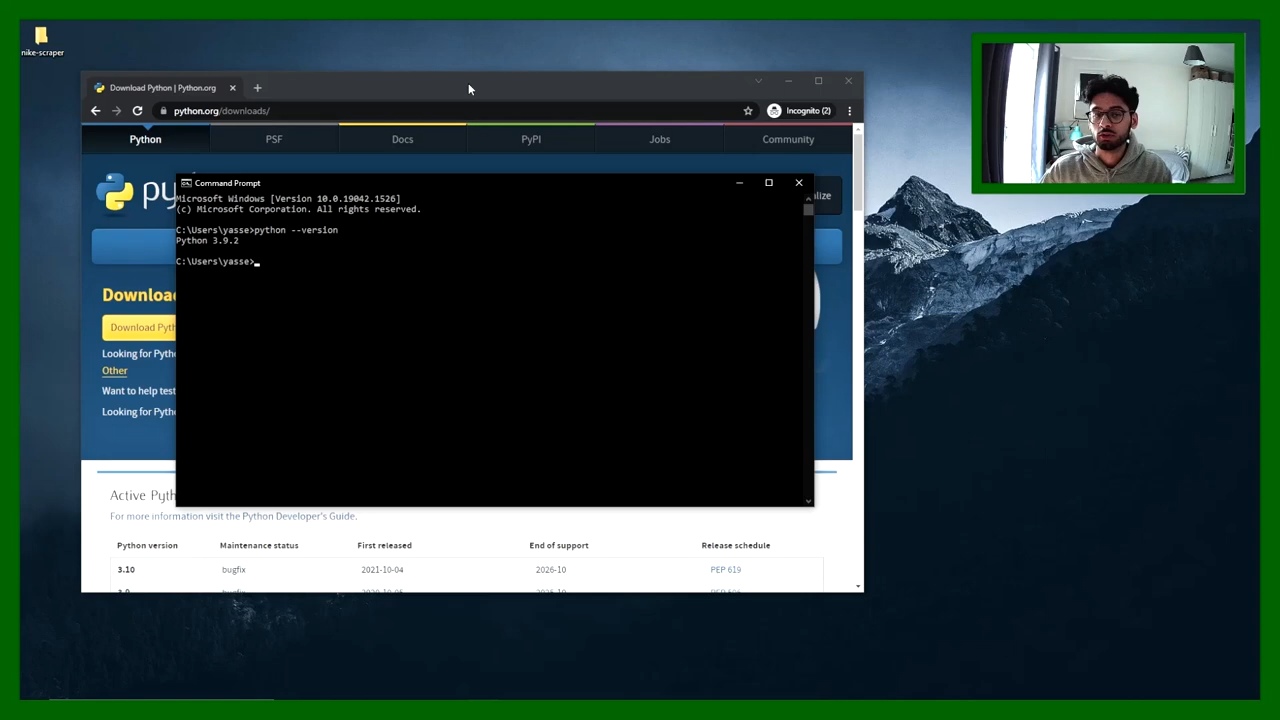 nike-scraper
Download Python | Python.org
python.org/downloads/
Incognito (2)
Python
PSF
Docs
PyPI
Jobs
Community
py
alize
Command Prompt
Microsoft Windows [Version 10.0.19042.1526]
(c) Microsoft Corporation. All rights reserved.
C:\Users\yasse>python --version
Python 3.9.2
C:\Users\yasse>
Downloa
Download Pyth
Looking for Pyth
Other
Want to help test
Looking for Pyth
Active Pyth
For more information visit the Python Developer's Guide.
Python version Maintenance status First released End of support Release schedule
3.10 bugfix 2021-10-04 2026-10 PEP 619